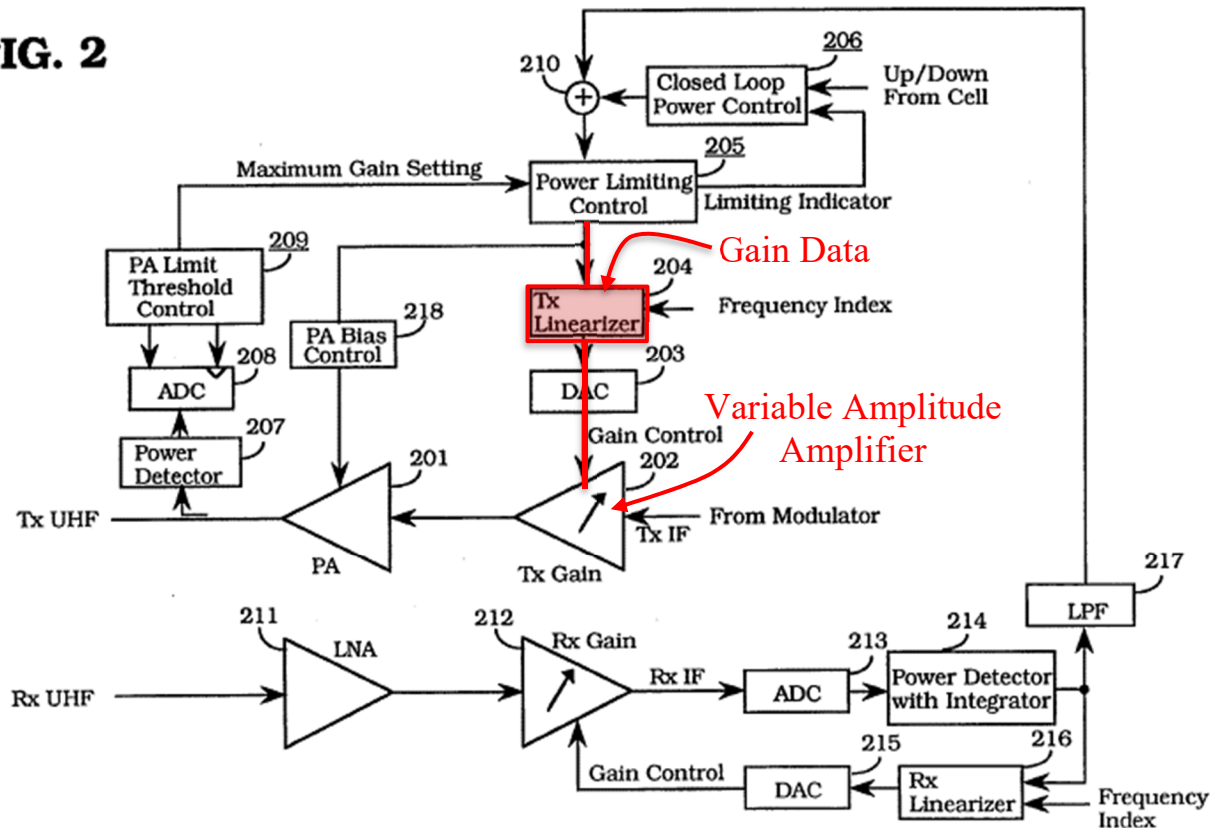 IG. 2
206
210
Closed Loop
Power Control
Up/Down
From Cell
205
Maximum Gain Setting
Power Limiting
Control
Limiting Indicator
209
PA Limit
Threshold
Control
Gain Data
204
Tx
Linearizer
Frequency Index
218
PA Bias
Control
208
ADC
203
DAC
Variable Amplitude
Amplifier
Gain Control
207
Power
Detector
201
202
Tx UHF
From Modulator
Tx IF
PA
Tx Gain
217
LPF
211
LNA
212
Rx Gain
213
214
Rx UHF
Rx IF
ADC
Power Detector
with Integrator
215
216
Gain Control
DAC
Rx
Linearizer
Frequency
Index